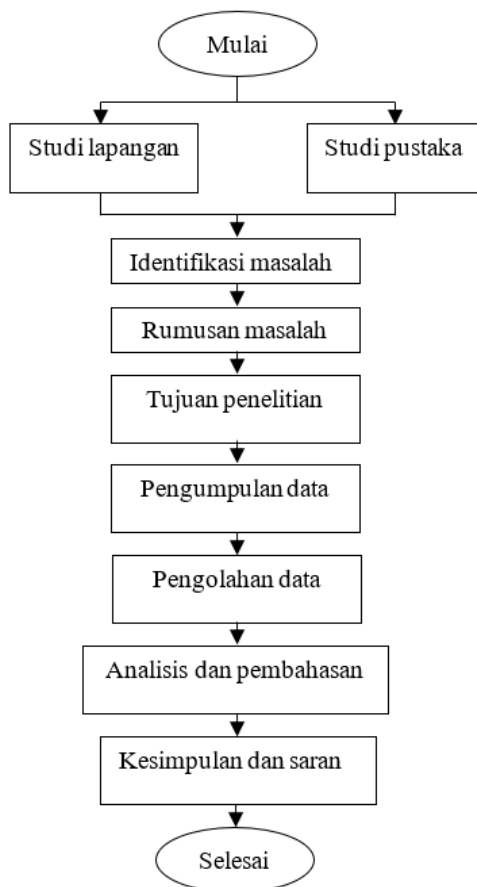 Mulai
Studi lapangan
Studi pustaka
Identifikasi masalah
Rumusan masalah
Tujuan penelitian
Pengumpulan data
Pengolahan data
Analisis dan pembahasan
Kesimpulan dan saran
Selesai